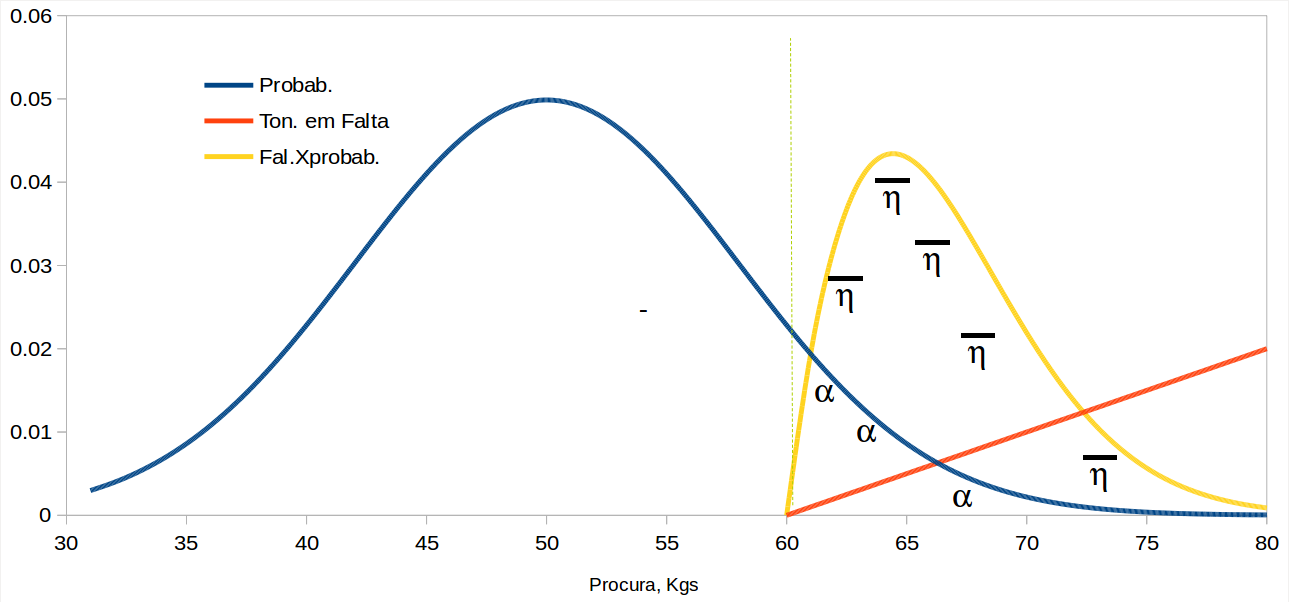 0.06
0.05
0.04
0.03
0.02
0.01
0
Probab.
Ton. em Falta
Fal.Xprobab.
η̅
η̅
η̅
-
η̅
α
α
η̅
α
30 35 40 45 50 55 60 65 70 75 80
Procura, Kgs